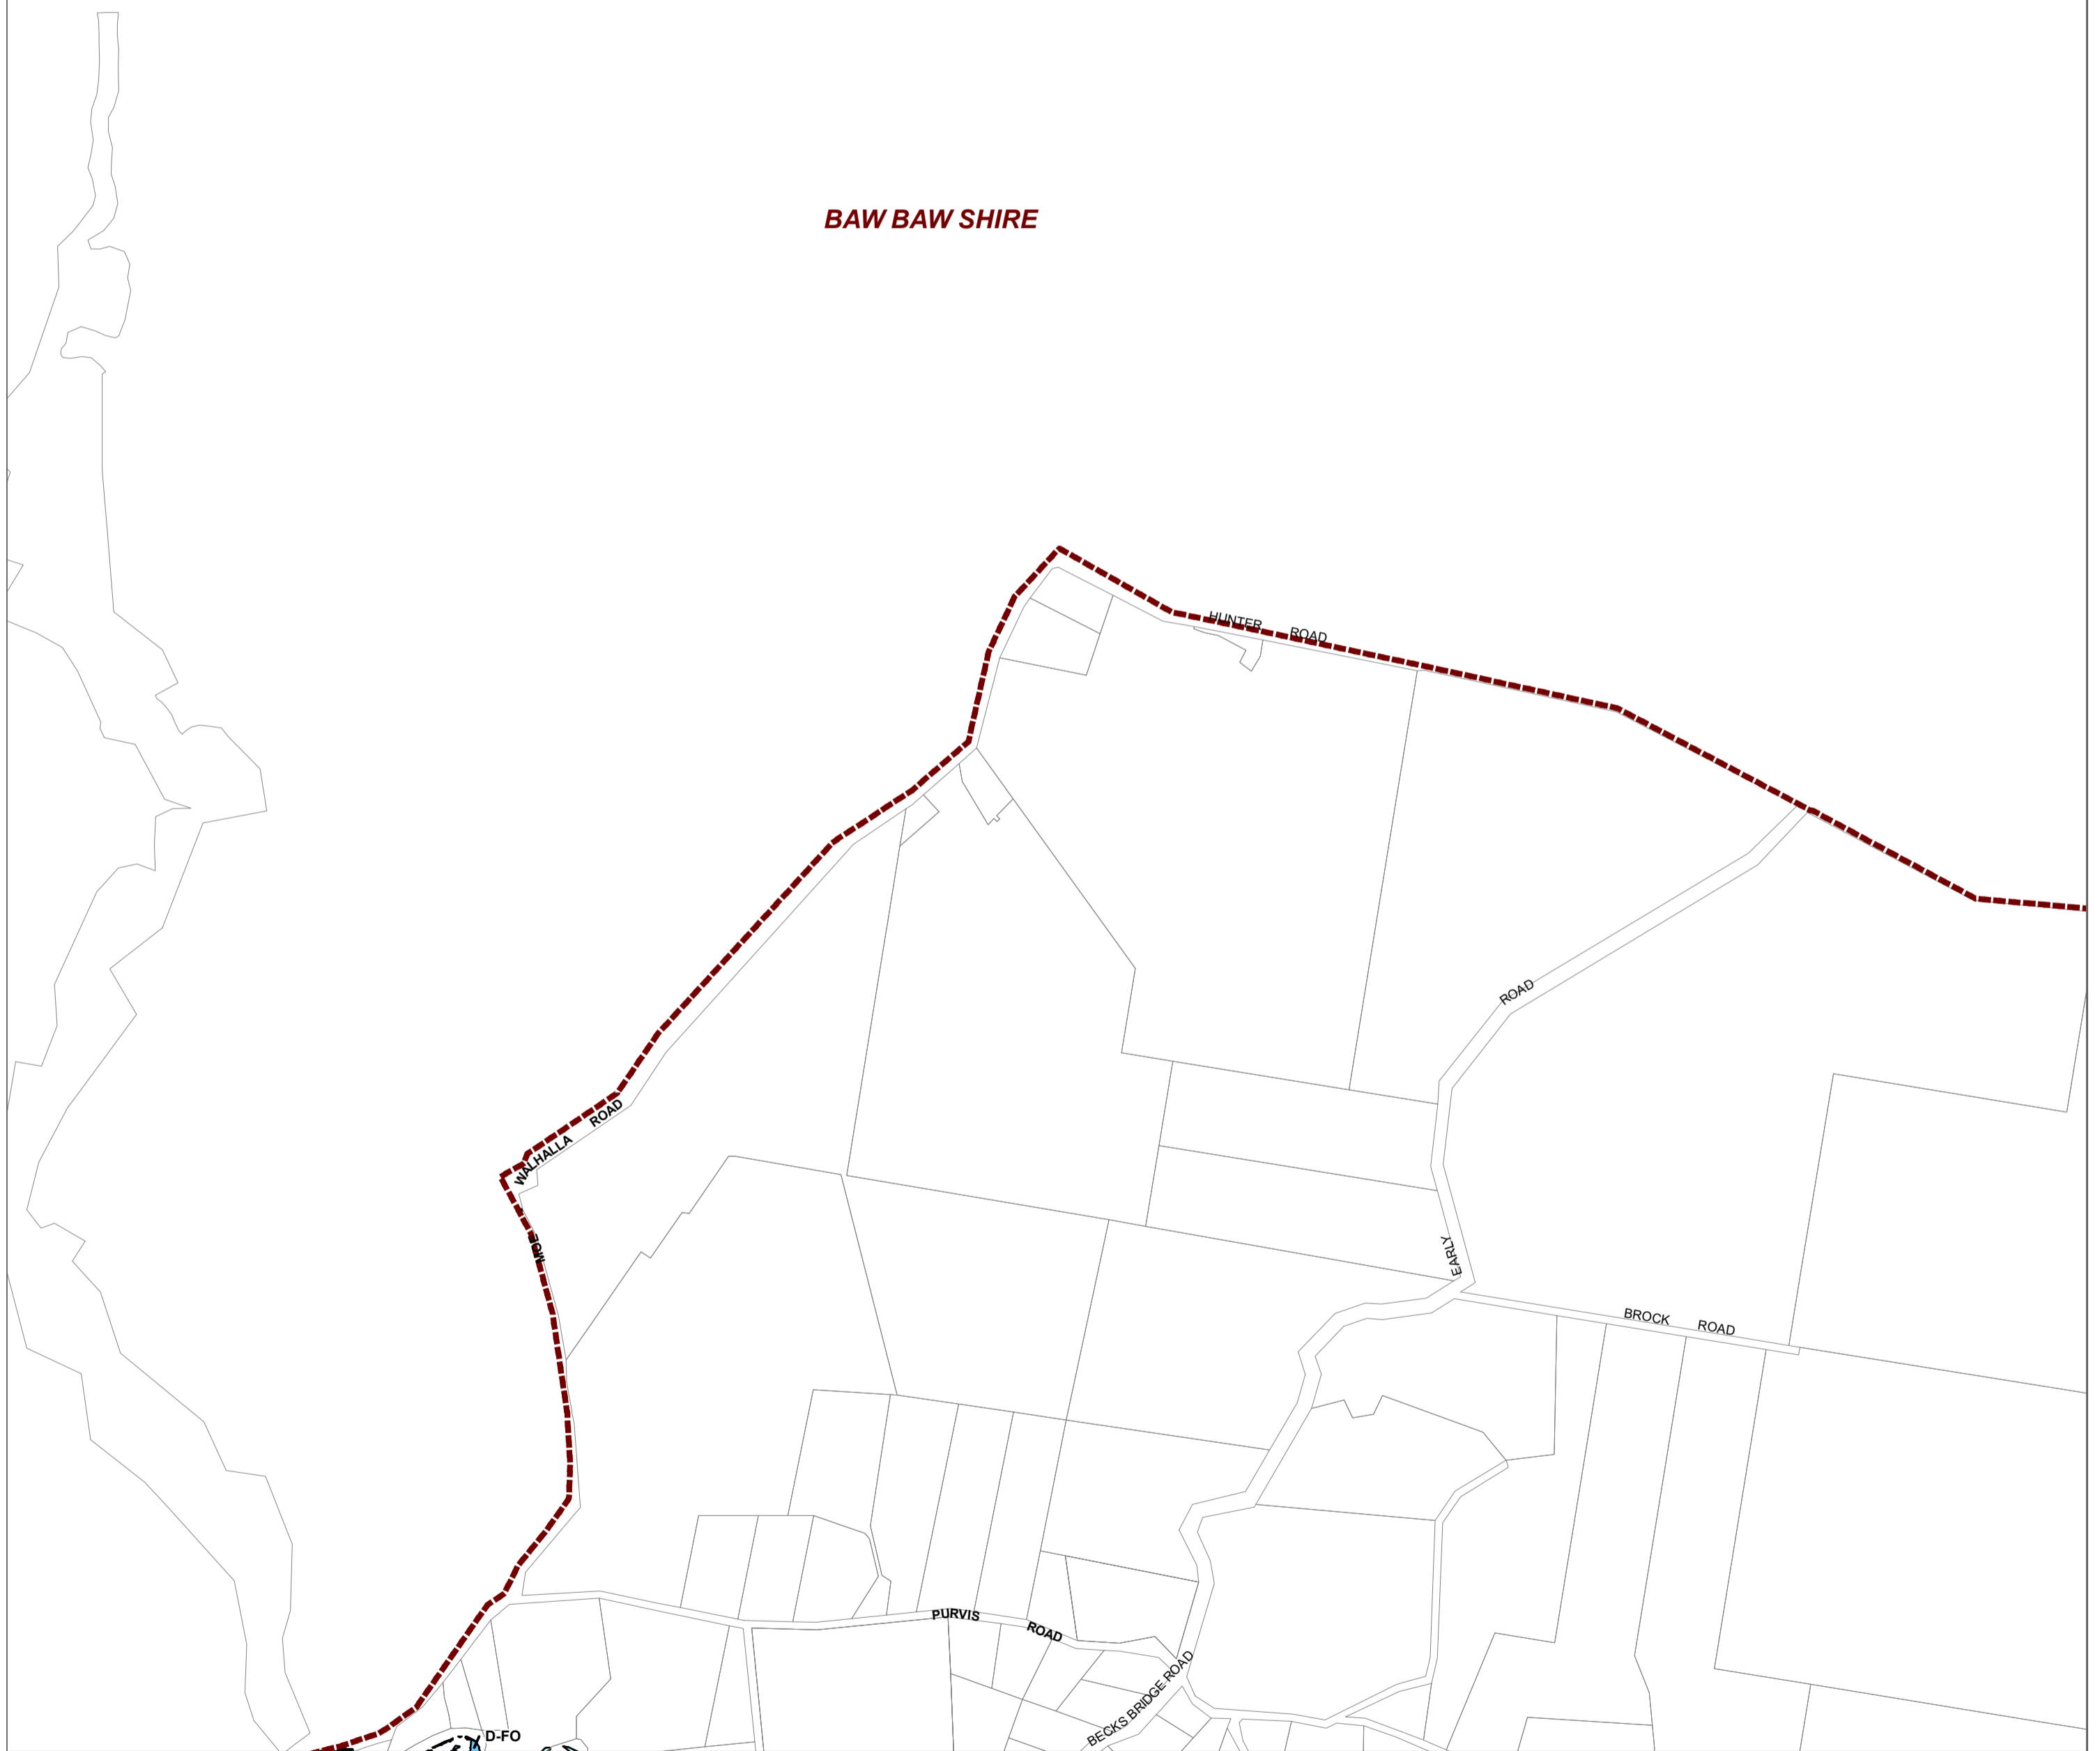 BAW BAW SHIRE
HUNTER ROAD
ROAD
WALHALLA ROAD
MOE
EARLY
BROCK ROAD
PURVIS ROAD
BECKS BRIDGE ROAD
D-FO